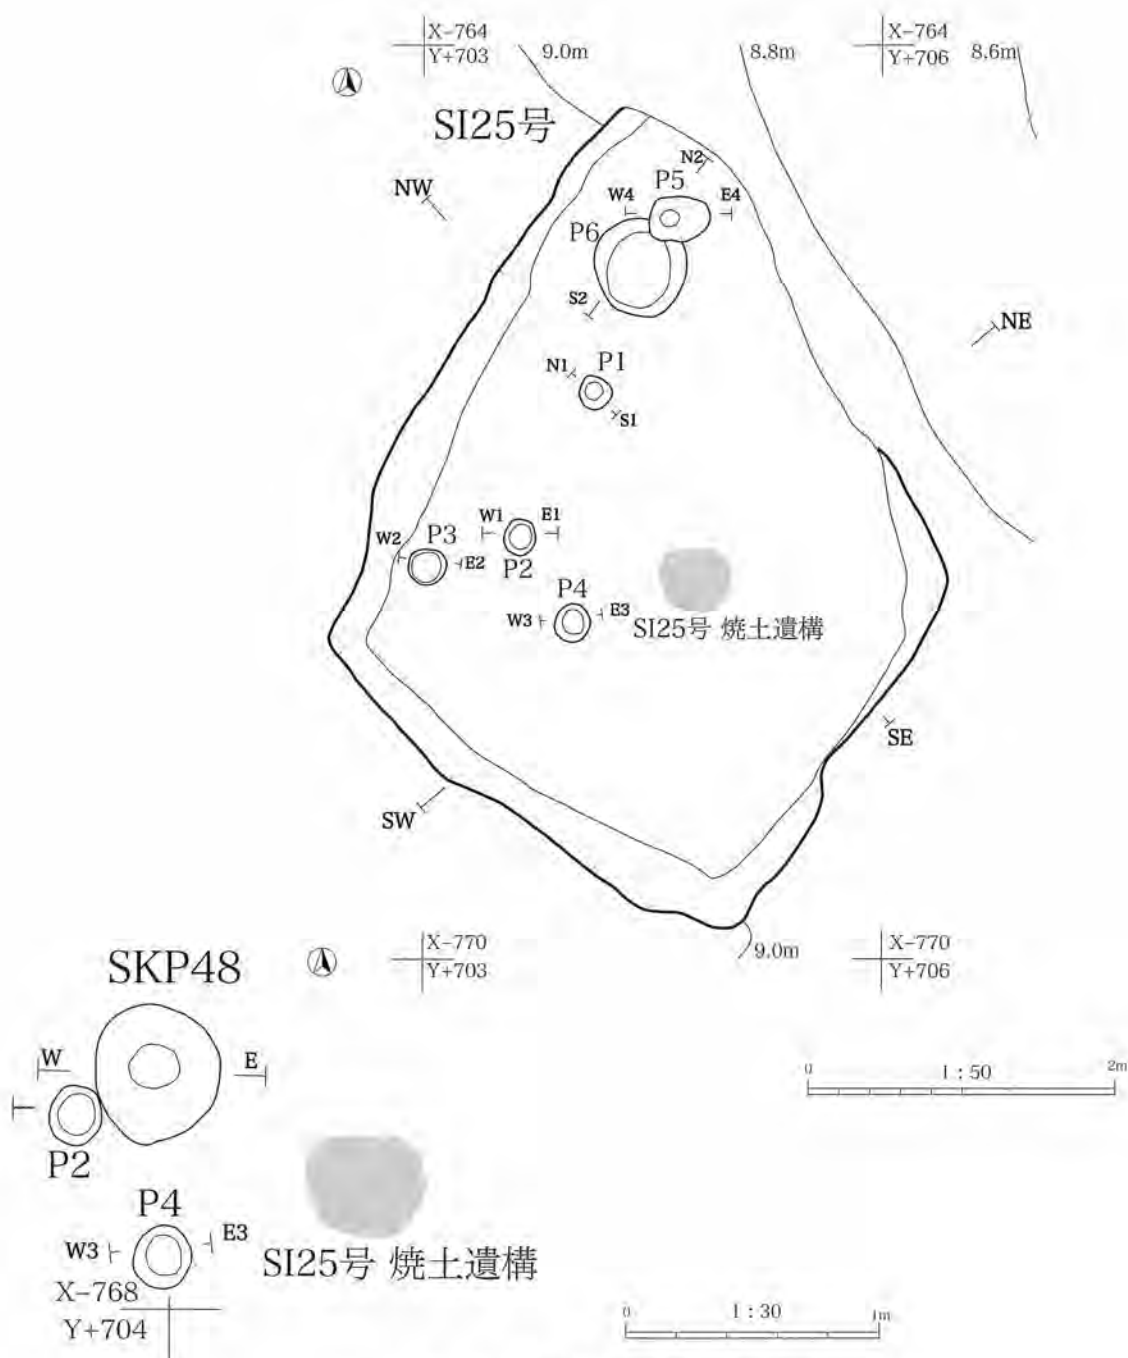 X-764
Y+703
9.0m
8.8m
X-764
Y+706
8.6m
SI25号
N2
NW
P5
W4
E4
P6
S2
NE
N1
P1
S1
W1
E1
W2
P3
E2
P2
P4
W3
E3
SI25号 焼土遺構
SE
SW
9.0m
X-770
Y+703
X-770
Y+706
SKP48
W
E
P2
P4
W3
E3
SI25号 焼土遺構
X-768
Y+704
0
1:50
2m
0
1:30
1m